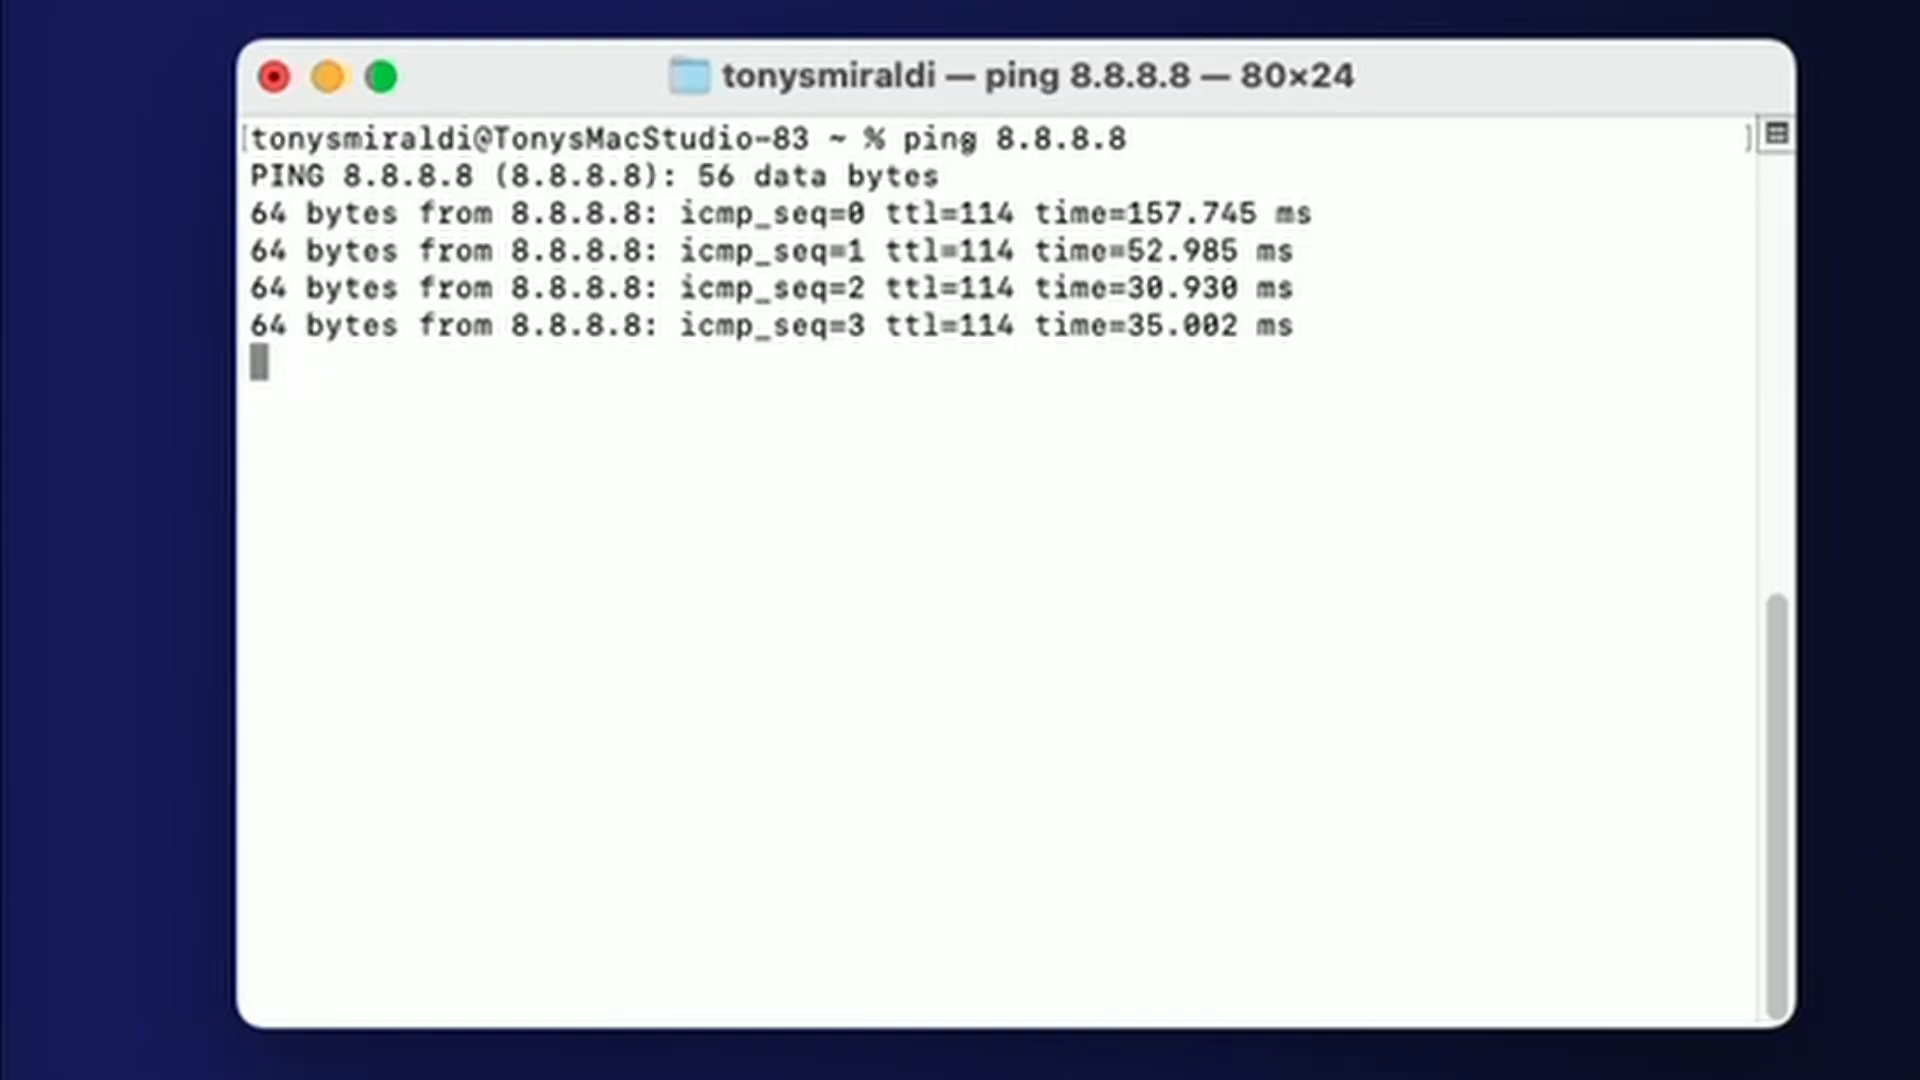 tonysmiraldi — ping 8.8.8.8 — 80×24
[tonysmiraldi@TonysMacStudio-83 ~ % ping 8.8.8.8 ]
PING 8.8.8.8 (8.8.8.8): 56 data bytes
64 bytes from 8.8.8.8: icmp_seq=0 ttl=114 time=157.745 ms
64 bytes from 8.8.8.8: icmp_seq=1 ttl=114 time=52.985 ms
64 bytes from 8.8.8.8: icmp_seq=2 ttl=114 time=30.930 ms
64 bytes from 8.8.8.8: icmp_seq=3 ttl=114 time=35.002 ms